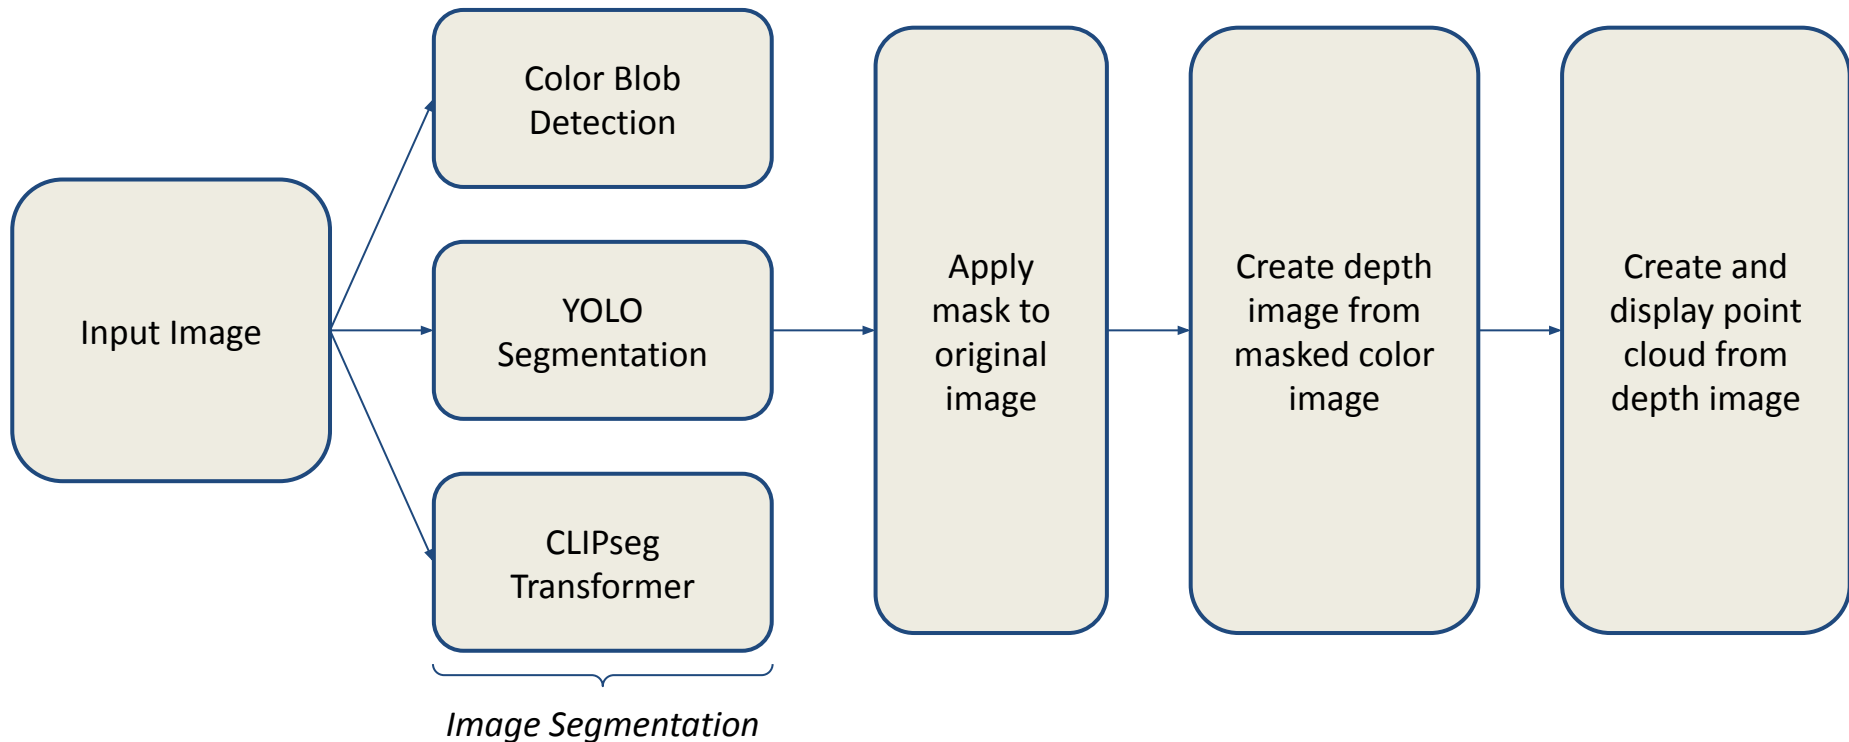 Input Image
Color Blob
Detection
YOLO
Segmentation
CLIPseg
Transformer
Image Segmentation
Apply
mask to
original
image
Create depth
image from
masked color
image
Create and
display point
cloud from
depth image